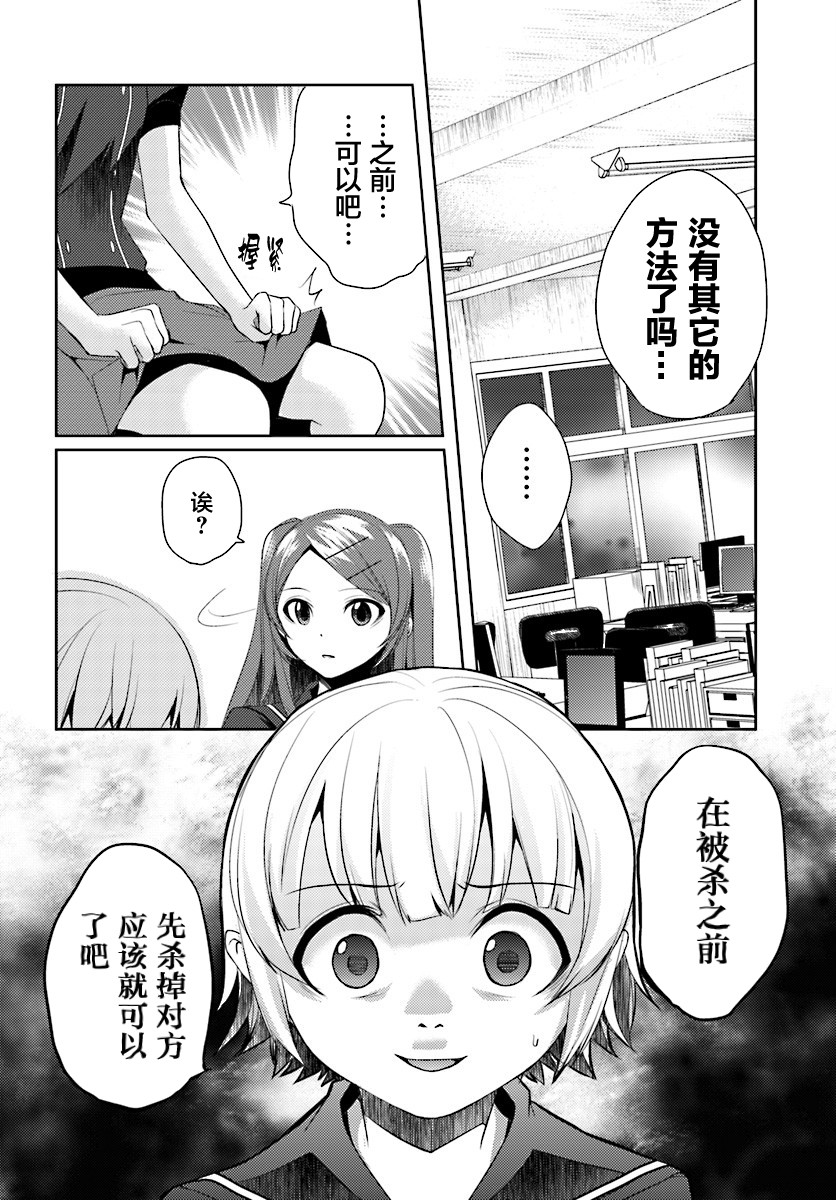 没有其它的
方法了吗…
……
…之前…
…可以吧…
握紧
诶？
在被杀之前
先杀掉对方
应该就可以
了吧